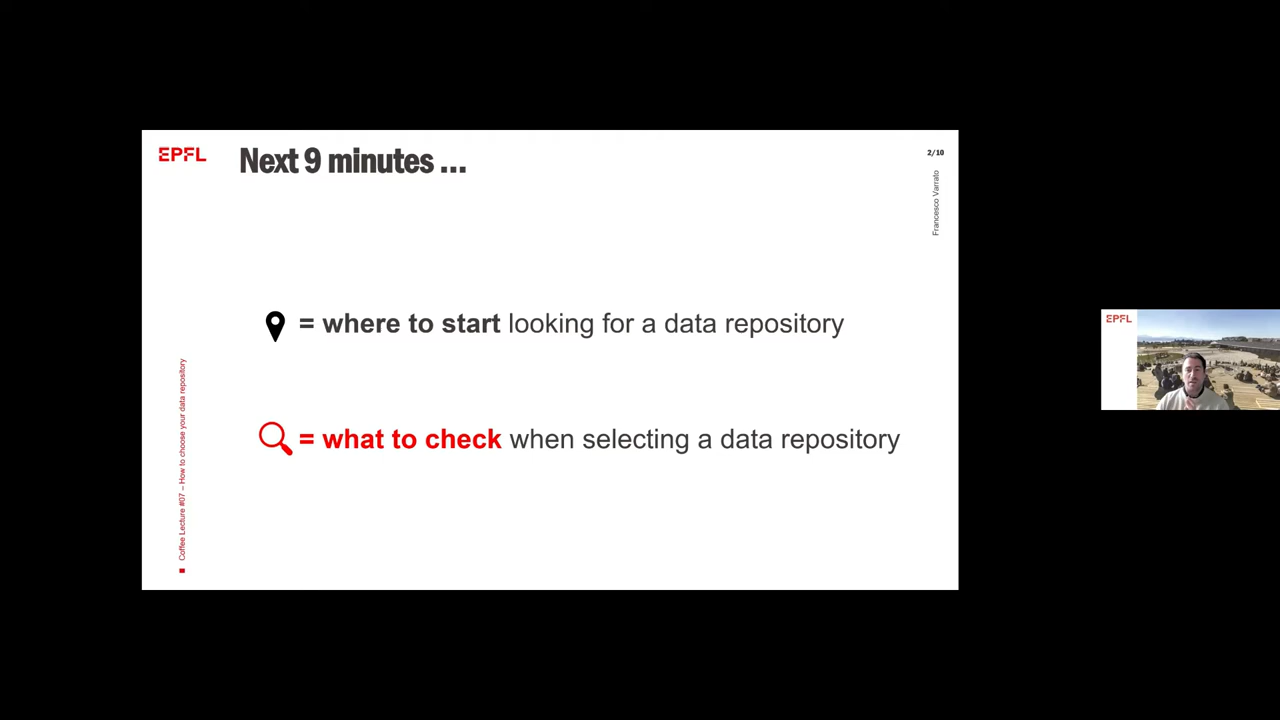 EPFL
Next 9 minutes ...
2/10
Francesco Varrato
= where to start looking for a data repository
= what to check when selecting a data repository
Coffee Lecture #07 – How to choose your data repository
EPFL